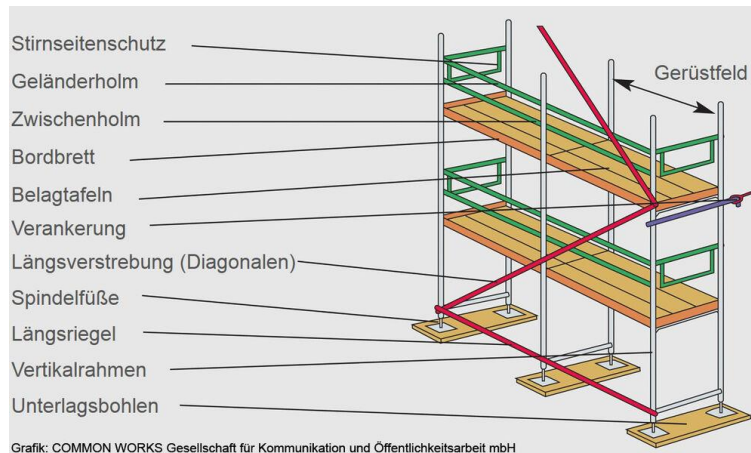 Stirnseitenschutz
Geländerholm
Zwischenholm
Bordbrett
Belagtafeln
Verankerung
Längsverstrebung (Diagonalen)
Spindelfüße
Längsriegel
Vertikalrahmen
Unterlagsbohlen
Gerüstfeld
Grafik: COMMON WORKS Gesellschaft für Kommunikation und Öffentlichkeitsarbeit mbH